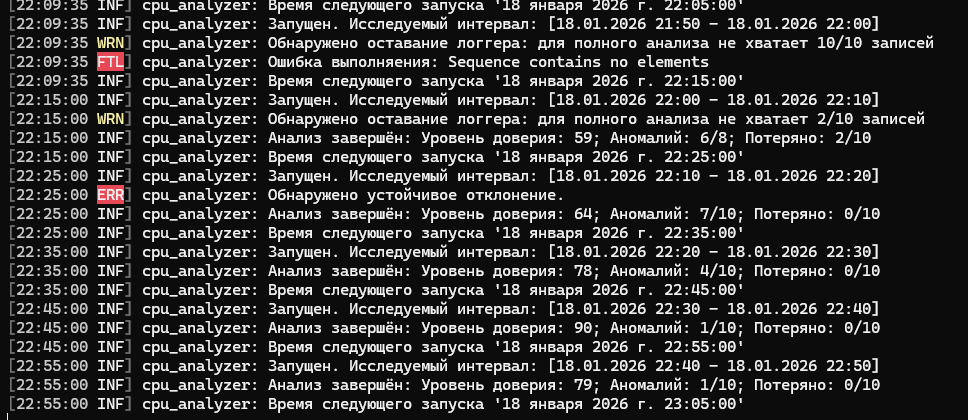 [22:09:35 INF] cpu_analyzer: Время следующего запуска '18 января 2026 г. 22:05:00'
[22:09:35 INF] cpu_analyzer: Запущен. Исследуемый интервал: [18.01.2026 21:50 – 18.01.2026 22:00]
[22:09:35 WRN] cpu_analyzer: Обнаружено оставание логгера: для полного анализа не хватает 10/10 записей
[22:09:35 FTL] cpu_analyzer: Ошибка выполняения: Sequence contains no elements
[22:09:35 INF] cpu_analyzer: Время следующего запуска '18 января 2026 г. 22:15:00'
[22:15:00 INF] cpu_analyzer: Запущен. Исследуемый интервал: [18.01.2026 22:00 – 18.01.2026 22:10]
[22:15:00 WRN] cpu_analyzer: Обнаружено оставание логгера: для полного анализа не хватает 2/10 записей
[22:15:00 INF] cpu_analyzer: Анализ завершён: Уровень доверия: 59; Аномалий: 6/8; Потеряно: 2/10
[22:15:00 INF] cpu_analyzer: Время следующего запуска '18 января 2026 г. 22:25:00'
[22:25:00 INF] cpu_analyzer: Запущен. Исследуемый интервал: [18.01.2026 22:10 – 18.01.2026 22:20]
[22:25:00 ERR] cpu_analyzer: Обнаружено устойчивое отклонение.
[22:25:00 INF] cpu_analyzer: Анализ завершён: Уровень доверия: 64; Аномалий: 7/10; Потеряно: 0/10
[22:25:00 INF] cpu_analyzer: Время следующего запуска '18 января 2026 г. 22:35:00'
[22:35:00 INF] cpu_analyzer: Запущен. Исследуемый интервал: [18.01.2026 22:20 – 18.01.2026 22:30]
[22:35:00 INF] cpu_analyzer: Анализ завершён: Уровень доверия: 78; Аномалий: 4/10; Потеряно: 0/10
[22:35:00 INF] cpu_analyzer: Время следующего запуска '18 января 2026 г. 22:45:00'
[22:45:00 INF] cpu_analyzer: Запущен. Исследуемый интервал: [18.01.2026 22:30 – 18.01.2026 22:40]
[22:45:00 INF] cpu_analyzer: Анализ завершён: Уровень доверия: 90; Аномалий: 1/10; Потеряно: 0/10
[22:45:00 INF] cpu_analyzer: Время следующего запуска '18 января 2026 г. 22:55:00'
[22:55:00 INF] cpu_analyzer: Запущен. Исследуемый интервал: [18.01.2026 22:40 – 18.01.2026 22:50]
[22:55:00 INF] cpu_analyzer: Анализ завершён: Уровень доверия: 79; Аномалий: 1/10; Потеряно: 0/10
[22:55:00 INF] cpu_analyzer: Время следующего запуска '18 января 2026 г. 23:05:00'